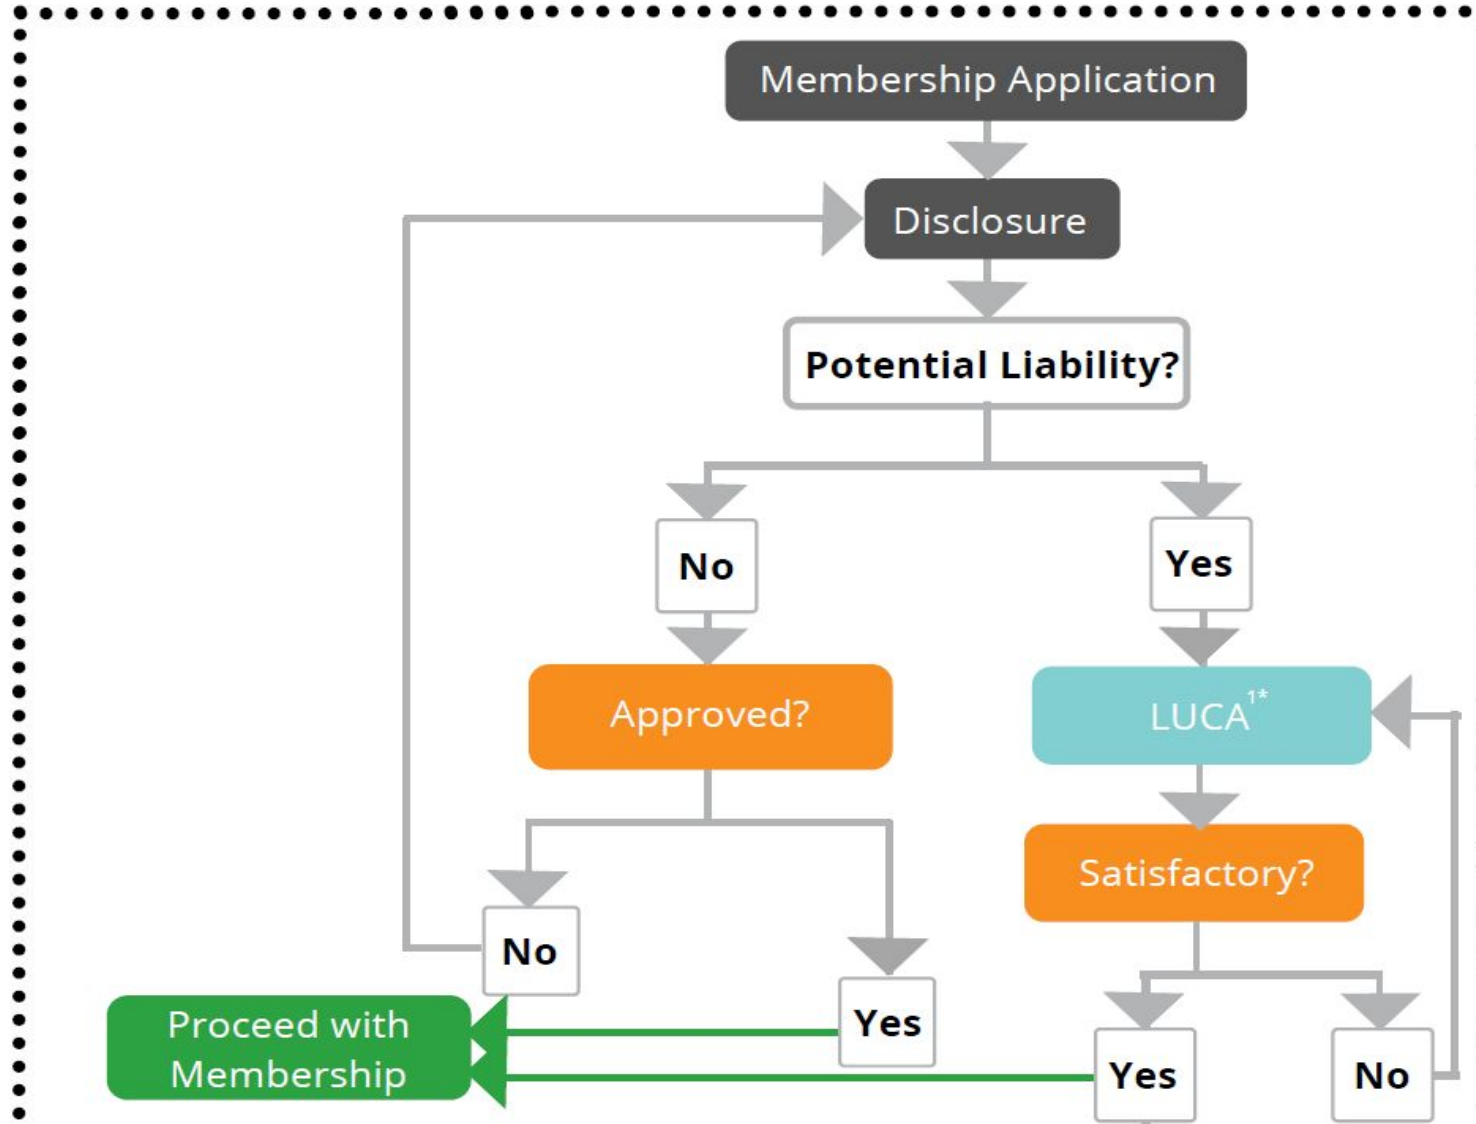 Membership Application
Disclosure
Potential Liability?
No
Yes
Approved?
LUCA1*
Satisfactory?
No
Yes
Proceed with
Membership
Yes
No